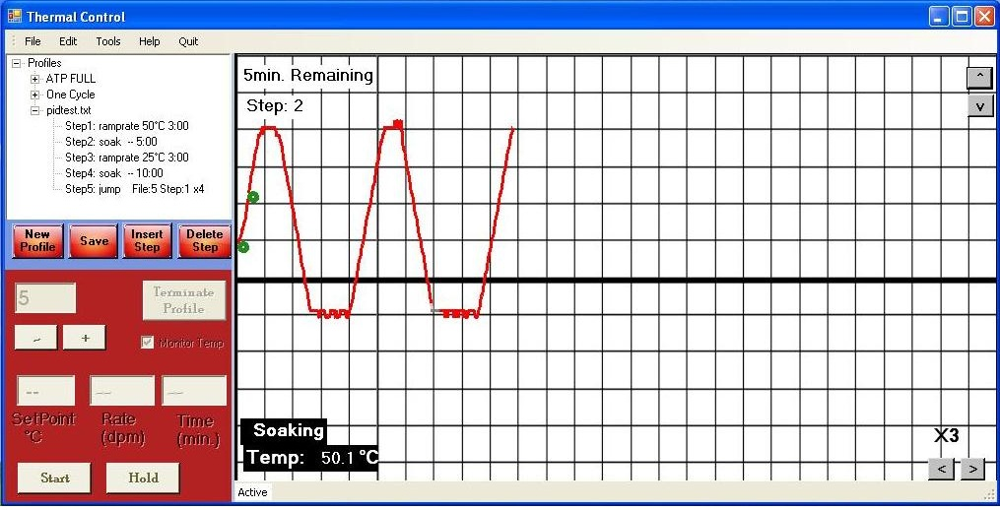 Thermal Control
File Edit Tools Help Quit
Profiles
ATP FULL
One Cycle
pidtest.txt
Step1: ramprate 50°C 3:00
Step2: soak -- 5:00
Step3: ramprate 25°C 3:00
Step4: soak -- 10:00
Step5: jump File:5 Step:1 x4
New Profile
Save
Insert Step
Delete Step
5
Terminate Profile
~ +
Monitor Temp
-- -- --
SetPoint °C
Rate (dpm)
Time (min.)
Start Hold
5min. Remaining
Step: 2
^
v
Soaking
Temp: 50.1 °C
X3
< >
Active